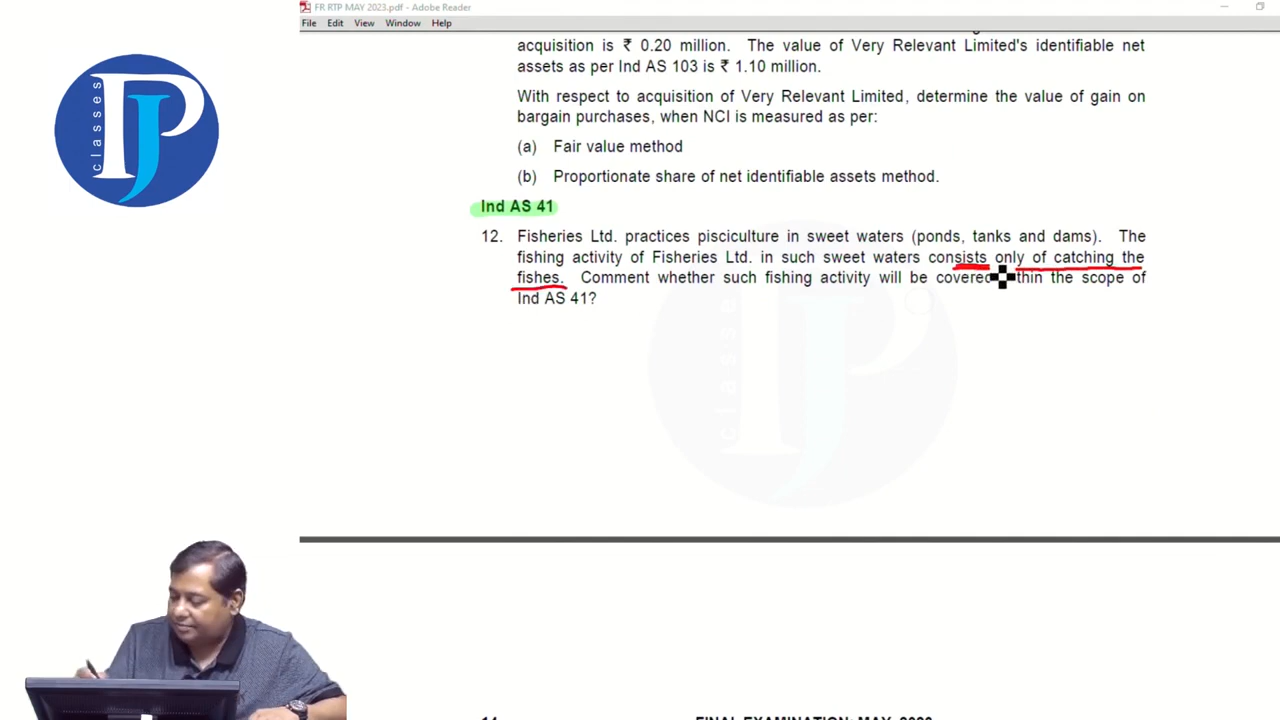 FR RTP MAY 2023.pdf - Adobe Reader
File Edit View Window Help
acquisition is ₹ 0.20 million. The value of Very Relevant Limited's identifiable net
assets as per Ind AS 103 is ₹ 1.10 million.
With respect to acquisition of Very Relevant Limited, determine the value of gain on
bargain purchases, when NCI is measured as per:
(a) Fair value method
(b) Proportionate share of net identifiable assets method.
Ind AS 41
12. Fisheries Ltd. practices pisciculture in sweet waters (ponds, tanks and dams). The
fishing activity of Fisheries Ltd. in such sweet waters consists only of catching the
fishes. Comment whether such fishing activity will be covered within the scope of
Ind AS 41?
PJ classes
classes
14 FINAL EXAMINATION: MAY, 2023